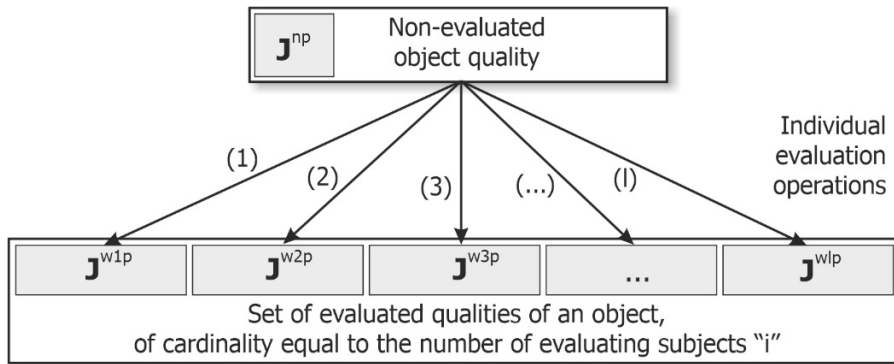 J^np
Non-evaluated
object quality
Individual
evaluation
operations
(1)
(2)
(3)
(...)
(l)
J^w1p
J^w2p
J^w3p
...
J^wlp
Set of evaluated qualities of an object,
of cardinality equal to the number of evaluating subjects “i”